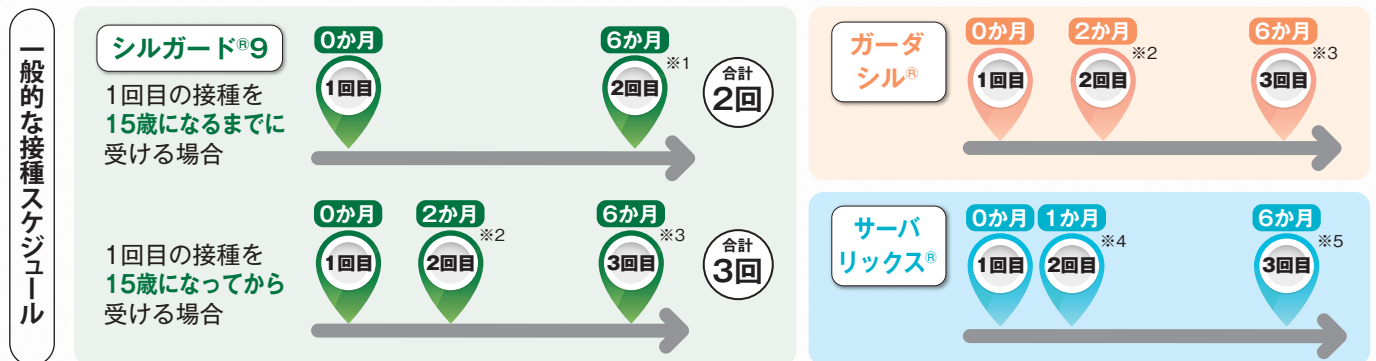 一般的な接種スケジュール
シルガード®9
1回目の接種を
15歳になるまでに
受ける場合
0か月
1回目
6か月
2回目
※1
合計
2回
1回目の接種を
15歳になってから
受ける場合
0か月
1回目
2か月
2回目
※2
6か月
3回目
※3
合計
3回
ガーダ
シル®
0か月
1回目
2か月
2回目
※2
6か月
3回目
※3
サーバ
リックス®
0か月
1回目
1か月
2回目
※4
6か月
3回目
※5